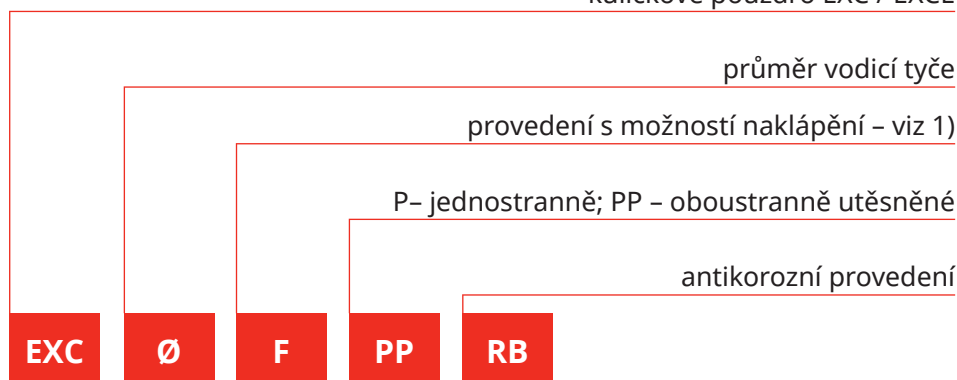 průměr vodicí tyče
provedení s možností naklápění – viz 1)
P– jednostranně; PP – oboustranně utěsněné
antikorozní provedení
EXC Ø F PP RB